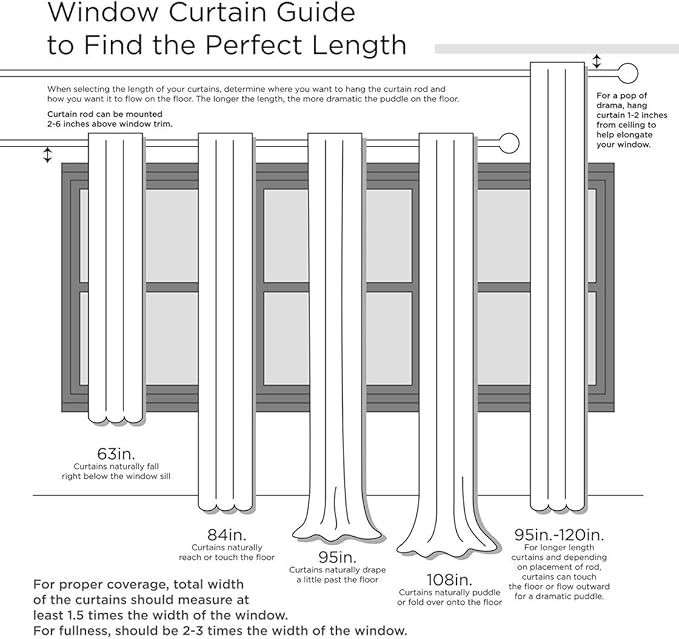 Window Curtain Guide
to Find the Perfect Length
When selecting the length of your curtains, determine where you want to hang the curtain rod and
how you want it to flow on the floor. The longer the length, the more dramatic the puddle on the floor.
Curtain rod can be mounted
2-6 inches above window trim.
For a pop of
drama, hang
curtain 1-2 inches
from ceiling to
help elongate
your window.
63in.
Curtains naturally fall
right below the window sill
84in.
Curtains naturally
reach or touch the floor
95in.
Curtains naturally drape
a little past the floor
108in.
Curtains naturally puddle
or fold over onto the floor
95in.-120in.
For longer length
curtains and depending
on placement of rod,
curtains can touch
the floor or flow outward
for a dramatic puddle.
For proper coverage, total width
of the curtains should measure at
least 1.5 times the width of the window.
For fullness, should be 2-3 times the width of the window.